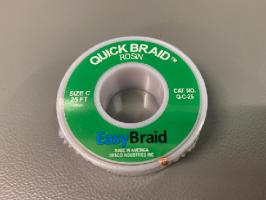 QUICK BRAID™
ROSIN
SIZE C
25 FT
CAT. NO.
Q-C-25
EasyBraid
MADE IN AMERICA